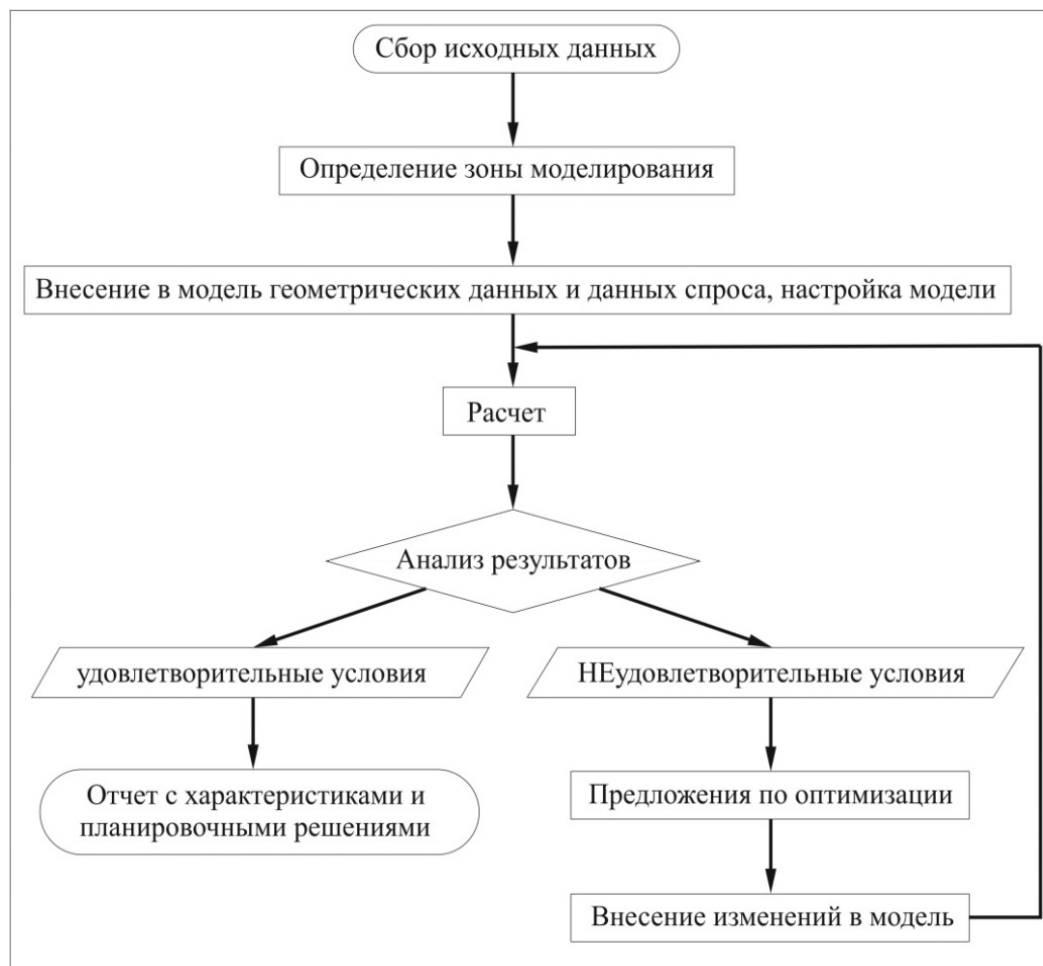 Сбор исходных данных
Определение зоны моделирования
Внесение в модель геометрических данных и данных спроса, настройка модели
Расчет
Анализ результатов
удовлетворительные условия
НЕудовлетворительные условия
Отчет с характеристиками и
планировочными решениями
Предложения по оптимизации
Внесение изменений в модель